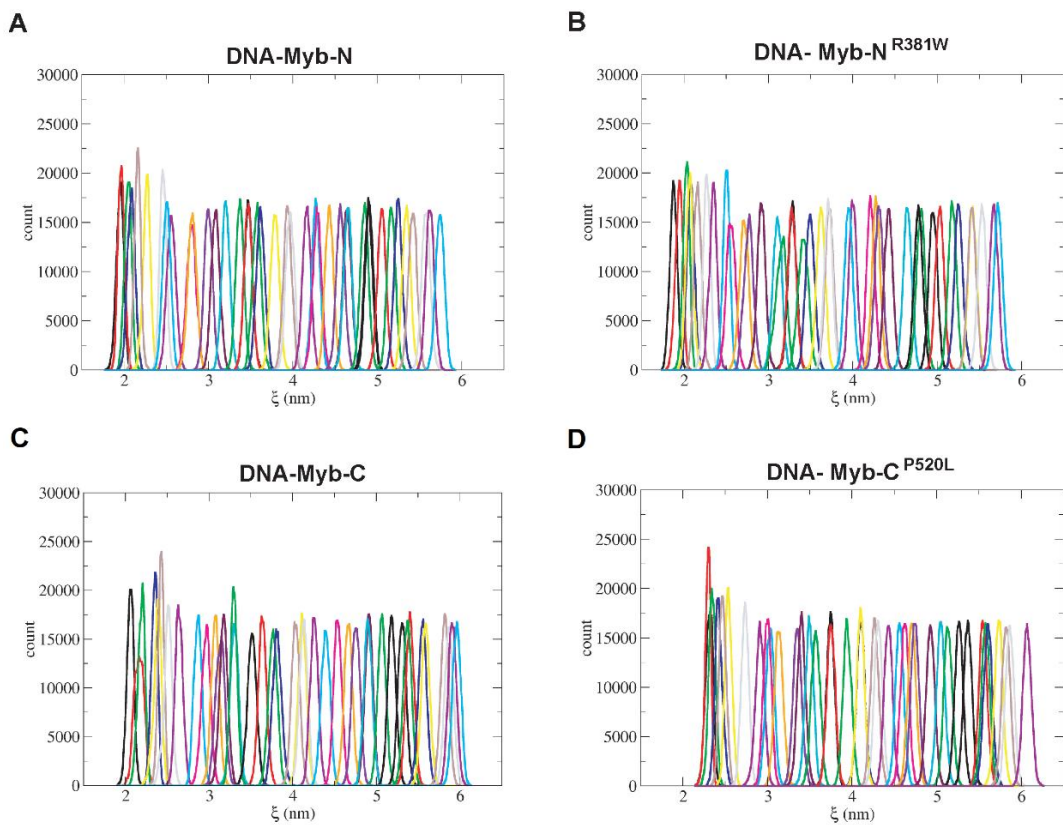 A
DNA-Myb-N
30000
25000
20000
15000
10000
5000
0
count
2 3 4 5 6
ξ (nm)
B
DNA- Myb-N R381W
30000
25000
20000
15000
10000
5000
0
count
2 3 4 5 6
ξ (nm)
C
DNA-Myb-C
30000
25000
20000
15000
10000
5000
0
count
2 3 4 5 6
ξ (nm)
D
DNA- Myb-C P520L
30000
25000
20000
15000
10000
5000
0
count
2 3 4 5 6
ξ (nm)